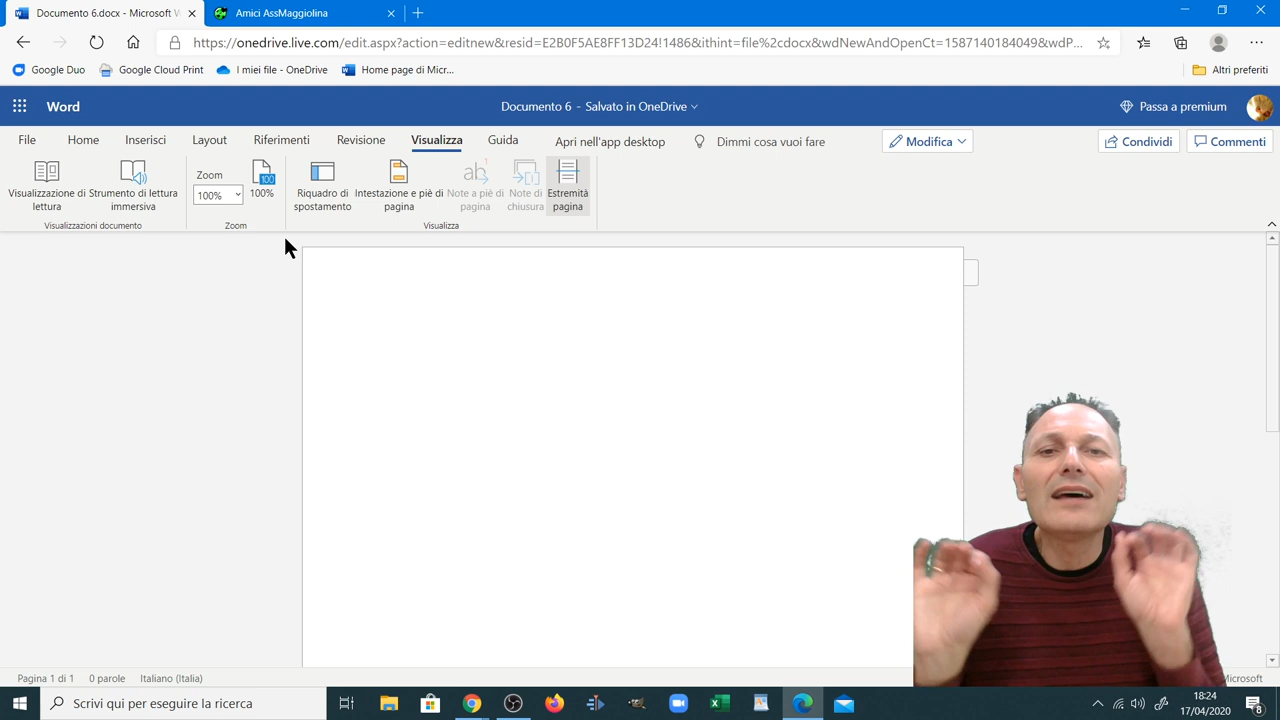 Documento 6.docx - Microsoft W
Amici AssMaggiolina
https://onedrive.live.com/edit.aspx?action=editnew&resid=E2B0F5AE8FF13D24!1486&ithint=file%2cdocx&wdNewAndOpenCt=1587140184049&wdP...
Google Duo
Google Cloud Print
I miei file - OneDrive
Home page di Micr...
Altri preferiti
Word
Documento 6 - Salvato in OneDrive
Passa a premium
File
Home
Inserisci
Layout
Riferimenti
Revisione
Visualizza
Guida
Apri nell'app desktop
Dimmi cosa vuoi fare
Modifica
Condividi
Commenti
Visualizzazione di
lettura
Strumento di lettura
immersiva
Zoom
100%
100
100%
Riquadro di
spostamento
Intestazione e piè di
pagina
ab
1
Note a piè di
pagina
Note di
chiusura
Estremità
pagina
Visualizzazioni documento
Zoom
Visualizza
Pagina 1 di 1
0 parole
Italiano (Italia)
Microsoft
Scrivi qui per eseguire la ricerca
18:24
17/04/2020
8